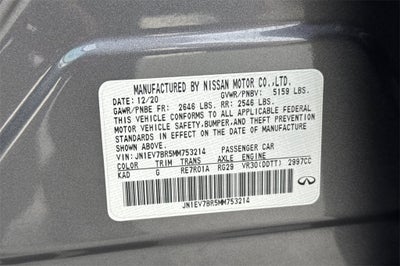 MANUFACTURED BY NISSAN MOTOR CO.,LTD.
DATE: 12/20 GVWR/PNBV: 5159 LBS.
GAWR/PNBE FR: 2646 LBS. RR: 2546 LBS.
THIS VEHICLE CONFORMS TO ALL APPLICABLE FEDERAL
MOTOR VEHICLE SAFETY, BUMPER, AND THEFT PREVENTION
STANDARDS IN EFFECT ON THE DATE OF MANUFACTURE
SHOWN ABOVE.
VIN: JN1EV7BR5MM753214 PASSENGER CAR
COLOR TRIM TRANS AXLE ENGINE
KAD G RE7R01A RG29 VR30(DDTT) 2997CC
JN1EV7BR5MM753214